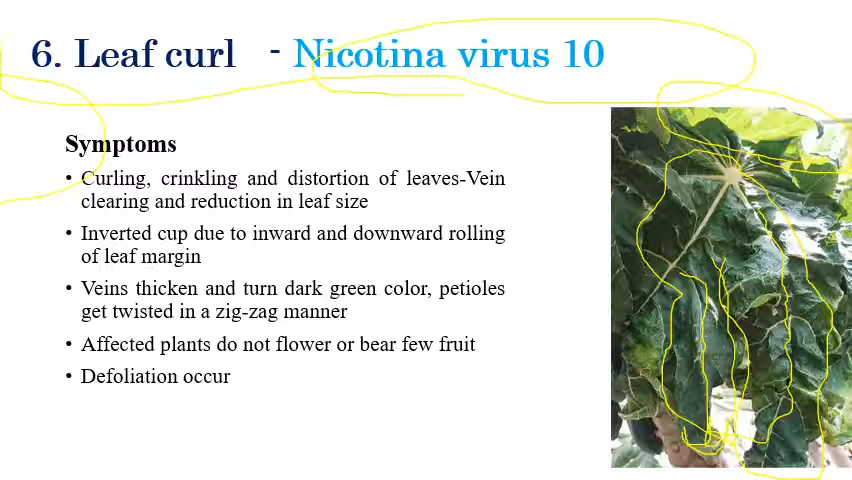 6. Leaf curl - Nicotina virus 10
Symptoms
• Curling, crinkling and distortion of leaves-Vein
clearing and reduction in leaf size
• Inverted cup due to inward and downward rolling
of leaf margin
• Veins thicken and turn dark green color, petioles
get twisted in a zig-zag manner
• Affected plants do not flower or bear few fruit
• Defoliation occur